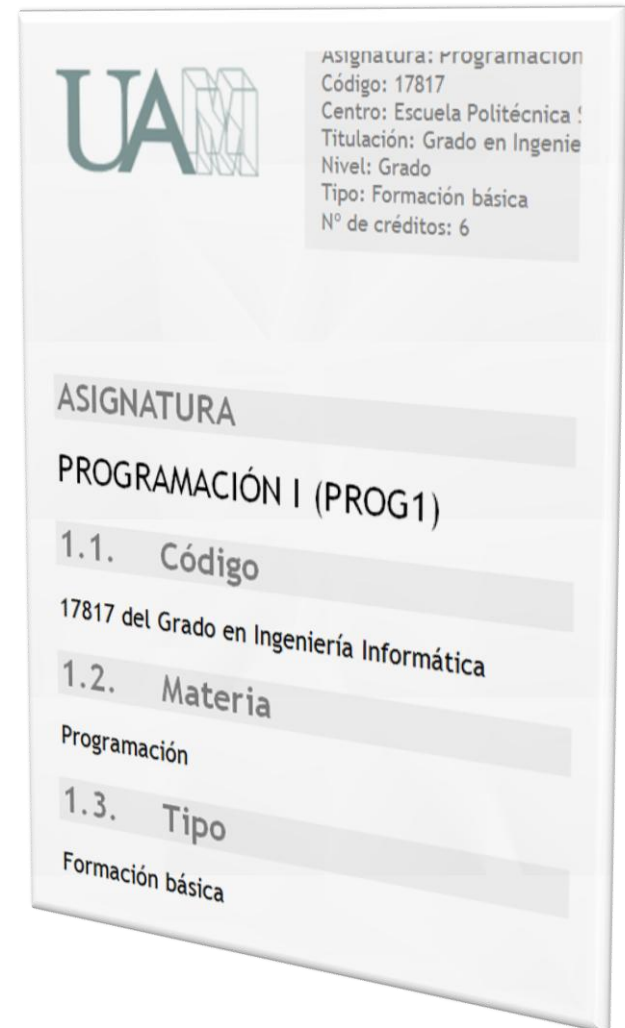 UAM
Asignatura: Programación
Código: 17817
Centro: Escuela Politécnica
Titulación: Grado en
Nivel: Grado
Tipo: Formación básica
Nº de créditos: 6
ASIGNATURA
PROGRAMACIÓN I (PROG1)
1.1. Código
17817 del Grado en Ingeniería Informática
1.2. Materia
Programación
1.3. Tipo
Formación básica